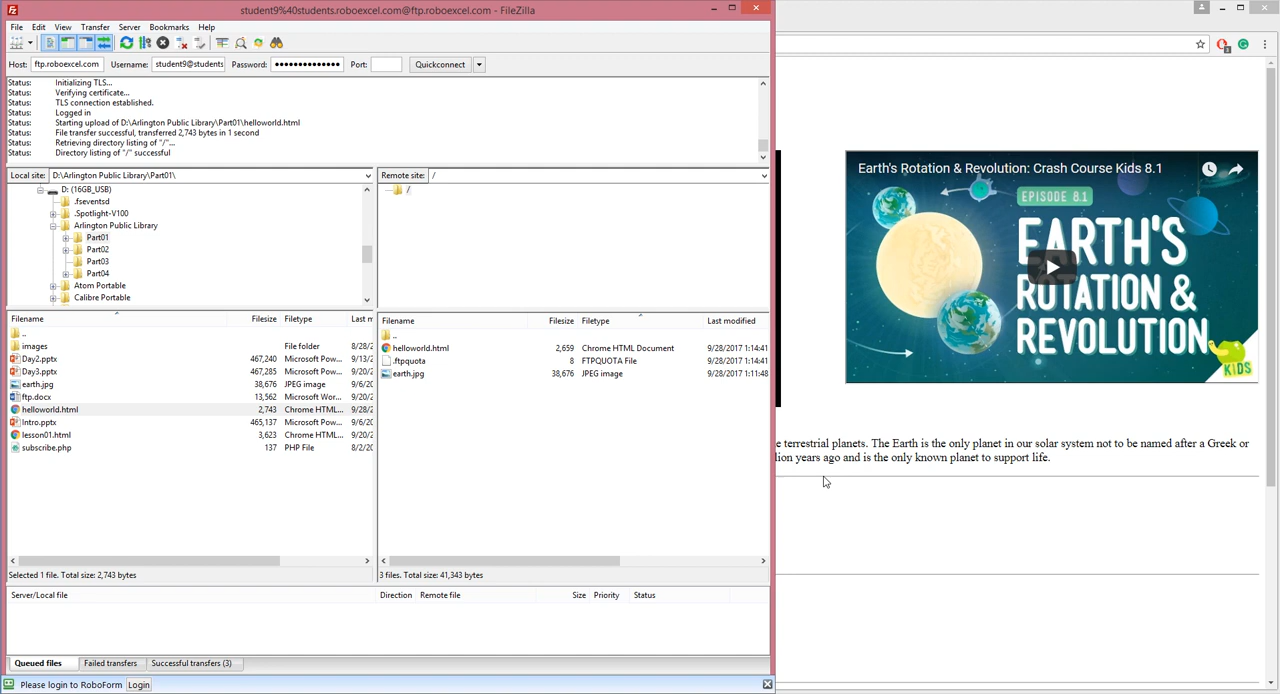 student9%40students.roboexcel.com@ftp.roboexcel.com - FileZilla
File Edit View Transfer Server Bookmarks Help
Host: ftp.roboexcel.com Username: student9@students Password: •••••••••••••• Port: Quickconnect
Status: Initializing TLS...
Status: Verifying certificate...
Status: TLS connection established.
Status: Logged in
Status: Starting upload of D:\Arlington Public Library\Part01\helloworld.html
Status: File transfer successful, transferred 2,743 bytes in 1 second
Status: Retrieving directory listing of "/"...
Status: Directory listing of "/" successful
Local site: D:\Arlington Public Library\Part01\
D: (16GB_USB)
.fseventsd
.Spotlight-V100
Arlington Public Library
Part01
Part02
Part03
Part04
Atom Portable
Calibre Portable
Filename Filesize Filetype Last m
..
images File folder 8/28/2
Day2.pptx 467,240 Microsoft Pow... 9/13/2
Day3.pptx 467,285 Microsoft Pow... 9/20/2
earth.jpg 38,676 JPEG image 9/6/20
ftp.docx 13,562 Microsoft Wor... 9/20/2
helloworld.html 2,743 Chrome HTML... 9/28/2
Intro.pptx 465,137 Microsoft Pow... 9/6/20
lesson01.html 3,623 Chrome HTML... 9/20/2
subscribe.php 137 PHP File 8/2/20
Selected 1 file. Total size: 2,743 bytes
Remote site: /
/
Filename Filesize Filetype Last modified
..
helloworld.html 2,659 Chrome HTML Document 9/28/2017 1:14:41
.ftpquota 8 FTPQUOTA File 9/28/2017 1:14:41
earth.jpg 38,676 JPEG image 9/28/2017 1:11:48
3 files. Total size: 41,343 bytes
Server/Local file Direction Remote file Size Priority Status
Queued files Failed transfers Successful transfers (3)
Please login to RoboForm Login
Earth's Rotation & Revolution: Crash Course Kids 8.1
EPISODE 8.1
EARTH'S
ROTATION &
REVOLUTION
KIDS
e terrestrial planets. The Earth is the only planet in our solar system not to be named after a Greek or
lion years ago and is the only known planet to support life.